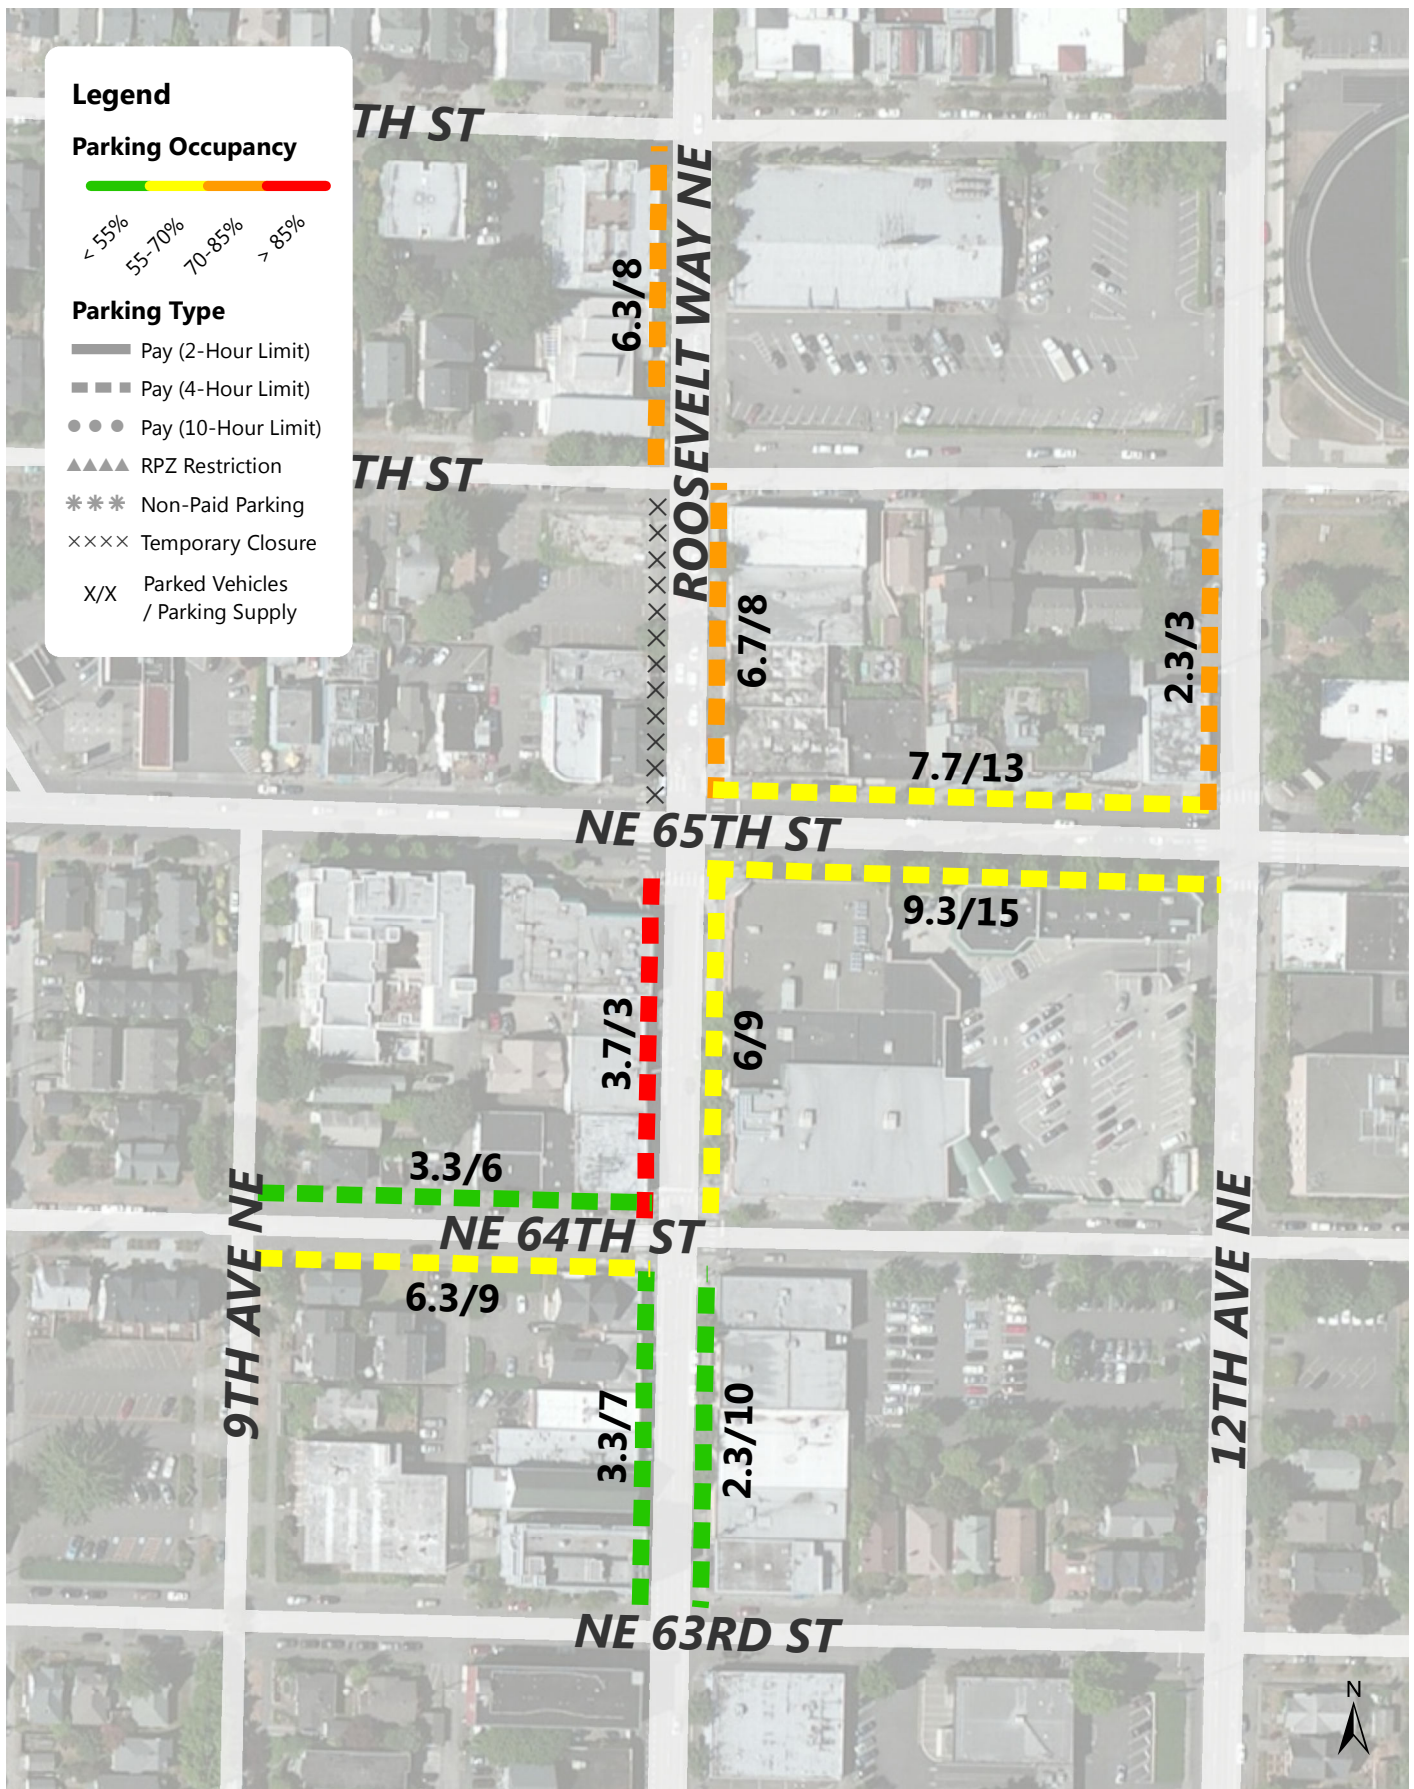 Legend
Parking Occupancy
< 55%
55-70%
70-85%
> 85%
Parking Type
Pay (2-Hour Limit)
Pay (4-Hour Limit)
Pay (10-Hour Limit)
RPZ Restriction
Non-Paid Parking
Temporary Closure
X/X
Parked Vehicles
/ Parking Supply
TH ST
ROOSEVELT WAY NE
6.3/8
TH ST
6.7/8
2.3/3
7.7/13
NE 65TH ST
9.3/15
3.7/3
6/9
3.3/6
NE 64TH ST
6.3/9
9TH AVE NE
12TH AVE NE
3.3/7
2.3/10
NE 63RD ST
N